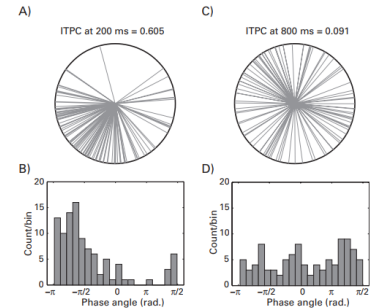 A)
ITPC at 200 ms = 0.605
C)
ITPC at 800 ms = 0.091
B)
20
15
10
5
0
Count/bin
−π −π/2 0 π π/2
Phase angle (rad.)
D)
20
15
10
5
0
Count/bin
−π −π/2 0 π π/2
Phase angle (rad.)